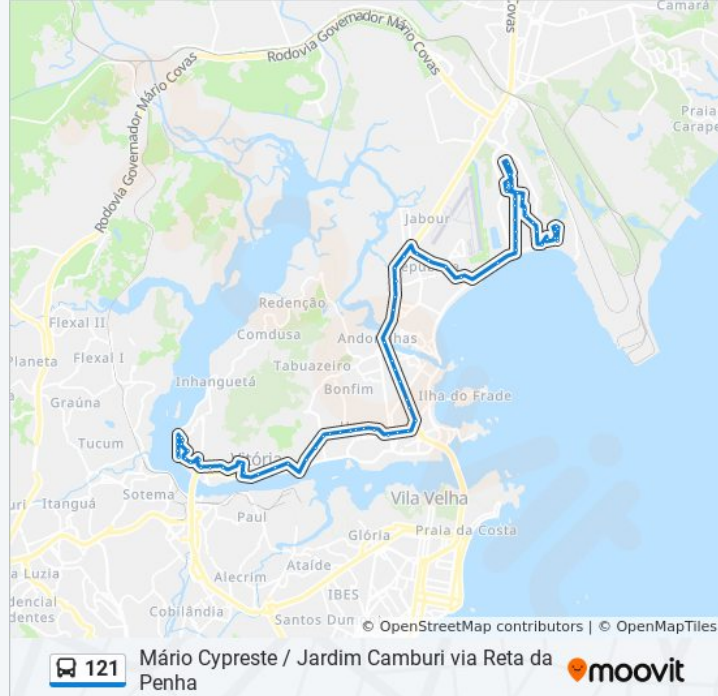 Camará
Rodovia Governador Mário Covas
Covas
Praia
Carape
Rodovia Governador Mário Covas
Jabour
Redenção
Flexal II
Comdusa
Flexal I
Planeta
Tabuazeiro
Inhanguetá
Bonfim
Ilha do Frade
Graúna
Tucum
Vitória
Sotema
Itanguá
Paul
Vila Velha
Glória
Praia da Costa
Ataíde
a Luzia
Alecrim
IBES
dencial
dentes
Cobilândia
Santos Dum
© OpenStreetMap contributors | © OpenMapTiles
121
Mário Cypreste / Jardim Camburi via Reta da
Penha
moovit